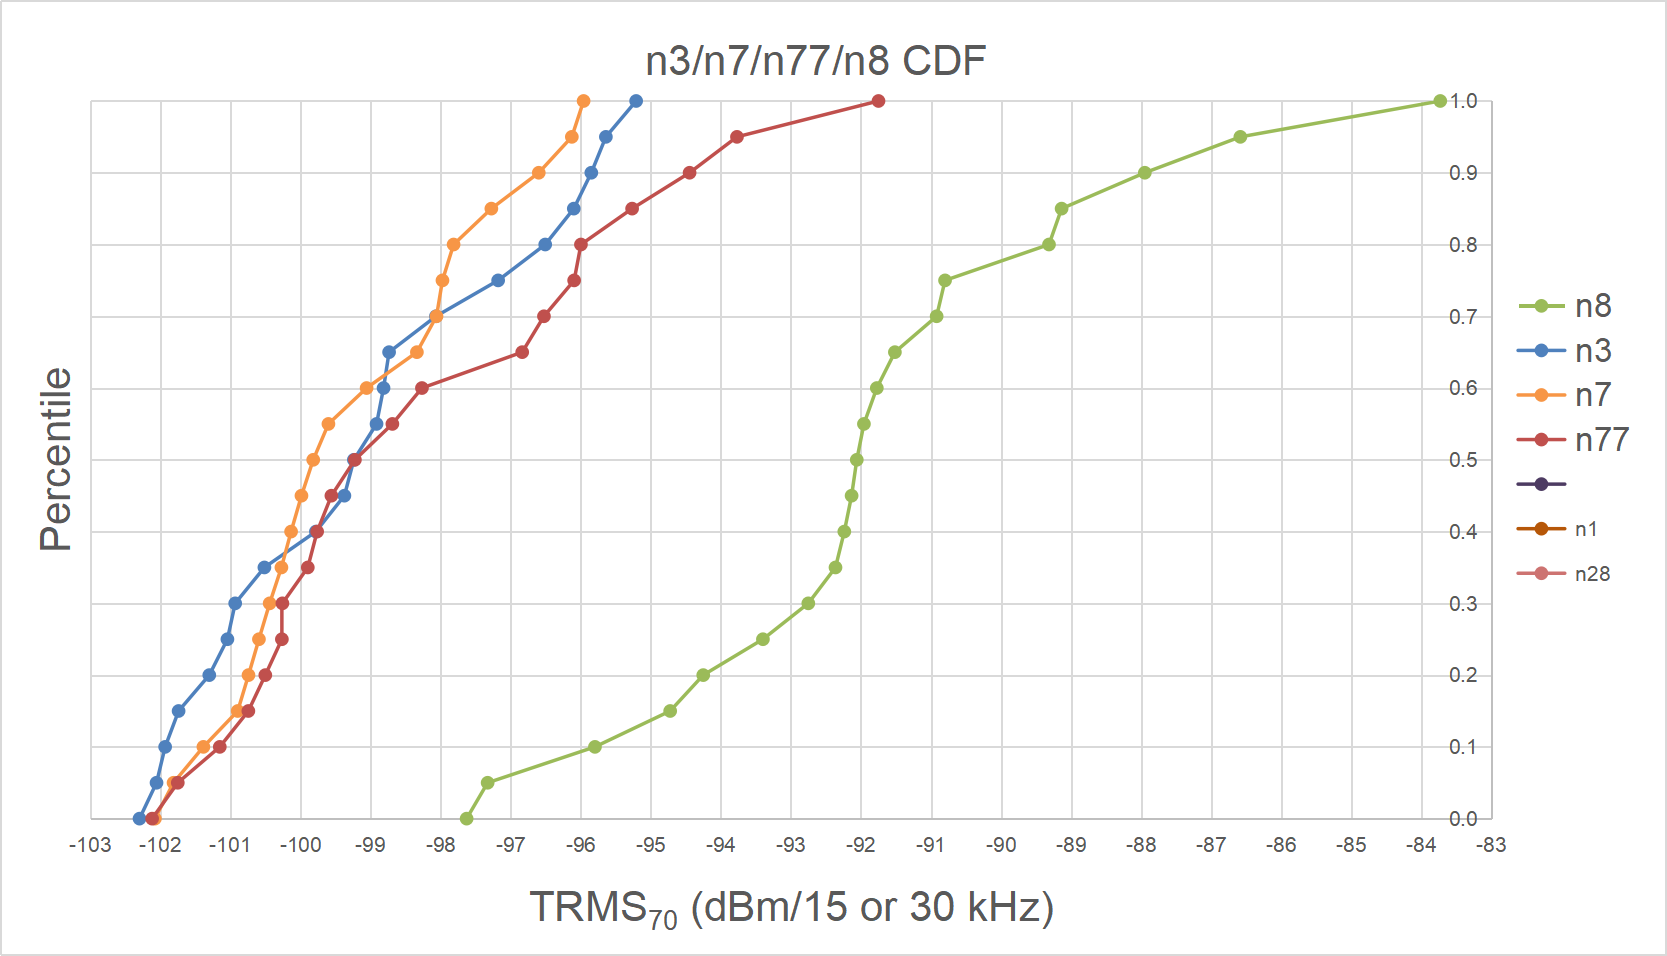 n3/n7/n77/n8 CDF
1.0
0.9
0.8
0.7
0.6
0.5
0.4
0.3
0.2
0.1
0.0
Percentile
-103 -102 -101 -100 -99 -98 -97 -96 -95 -94 -93 -92 -91 -90 -89 -88 -87 -86 -85 -84 -83
TRMS70 (dBm/15 or 30 kHz)
n8
n3
n7
n77
n1
n28